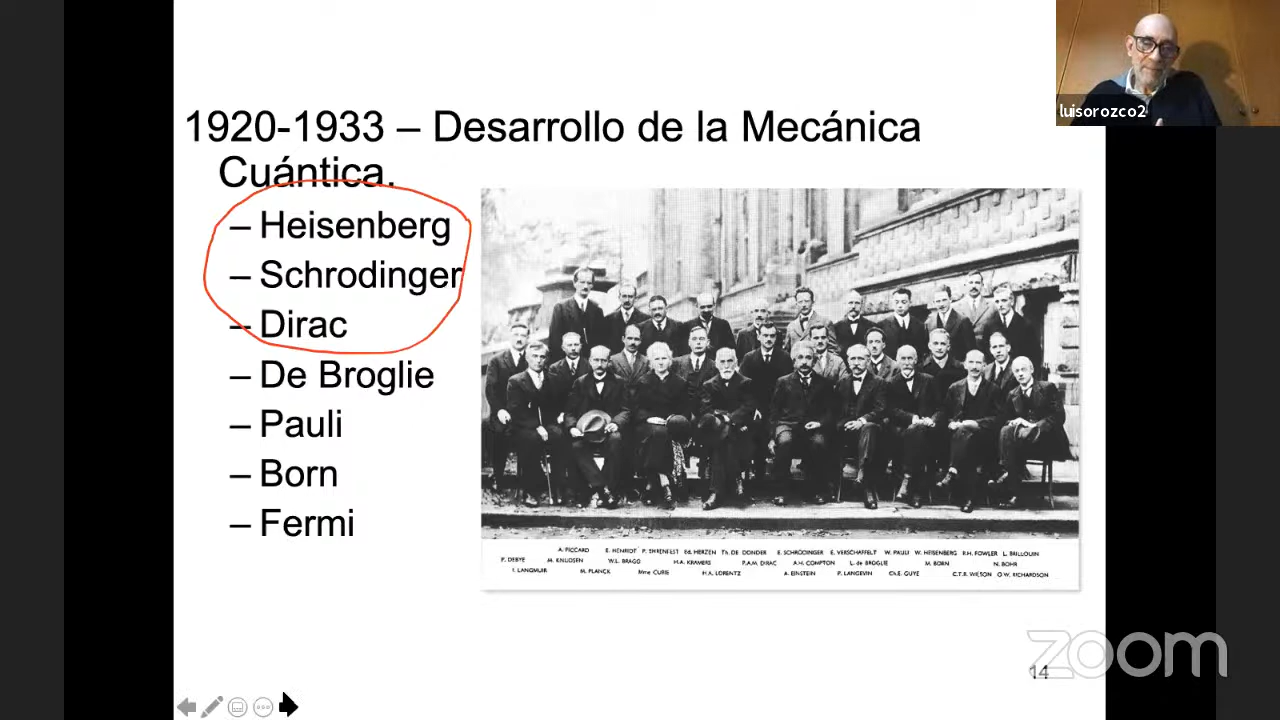 1920-1933 – Desarrollo de la Mecánica
Cuántica.
– Heisenberg
– Schrodinger
– Dirac
– De Broglie
– Pauli
– Born
– Fermi
A. PICCARD E. HENRIOT P. EHRENFEST Ed. HERZEN Th. DE DONDER E. SCHRÖDINGER E. VERSCHAFFELT W. PAULI W. HEISENBERG R.H. FOWLER L. BRILLOUIN
P. DEBYE M. KNUDSEN W.L. BRAGG H.A. KRAMERS P.A.M. DIRAC A.H. COMPTON L. de BROGLIE M. BORN N. BOHR
I. LANGMUIR M. PLANCK Mme CURIE H.A. LORENTZ A. EINSTEIN P. LANGEVIN Ch.E. GUYE C.T.R. WILSON O.W. RICHARDSON
luisorozco2
14
zoom